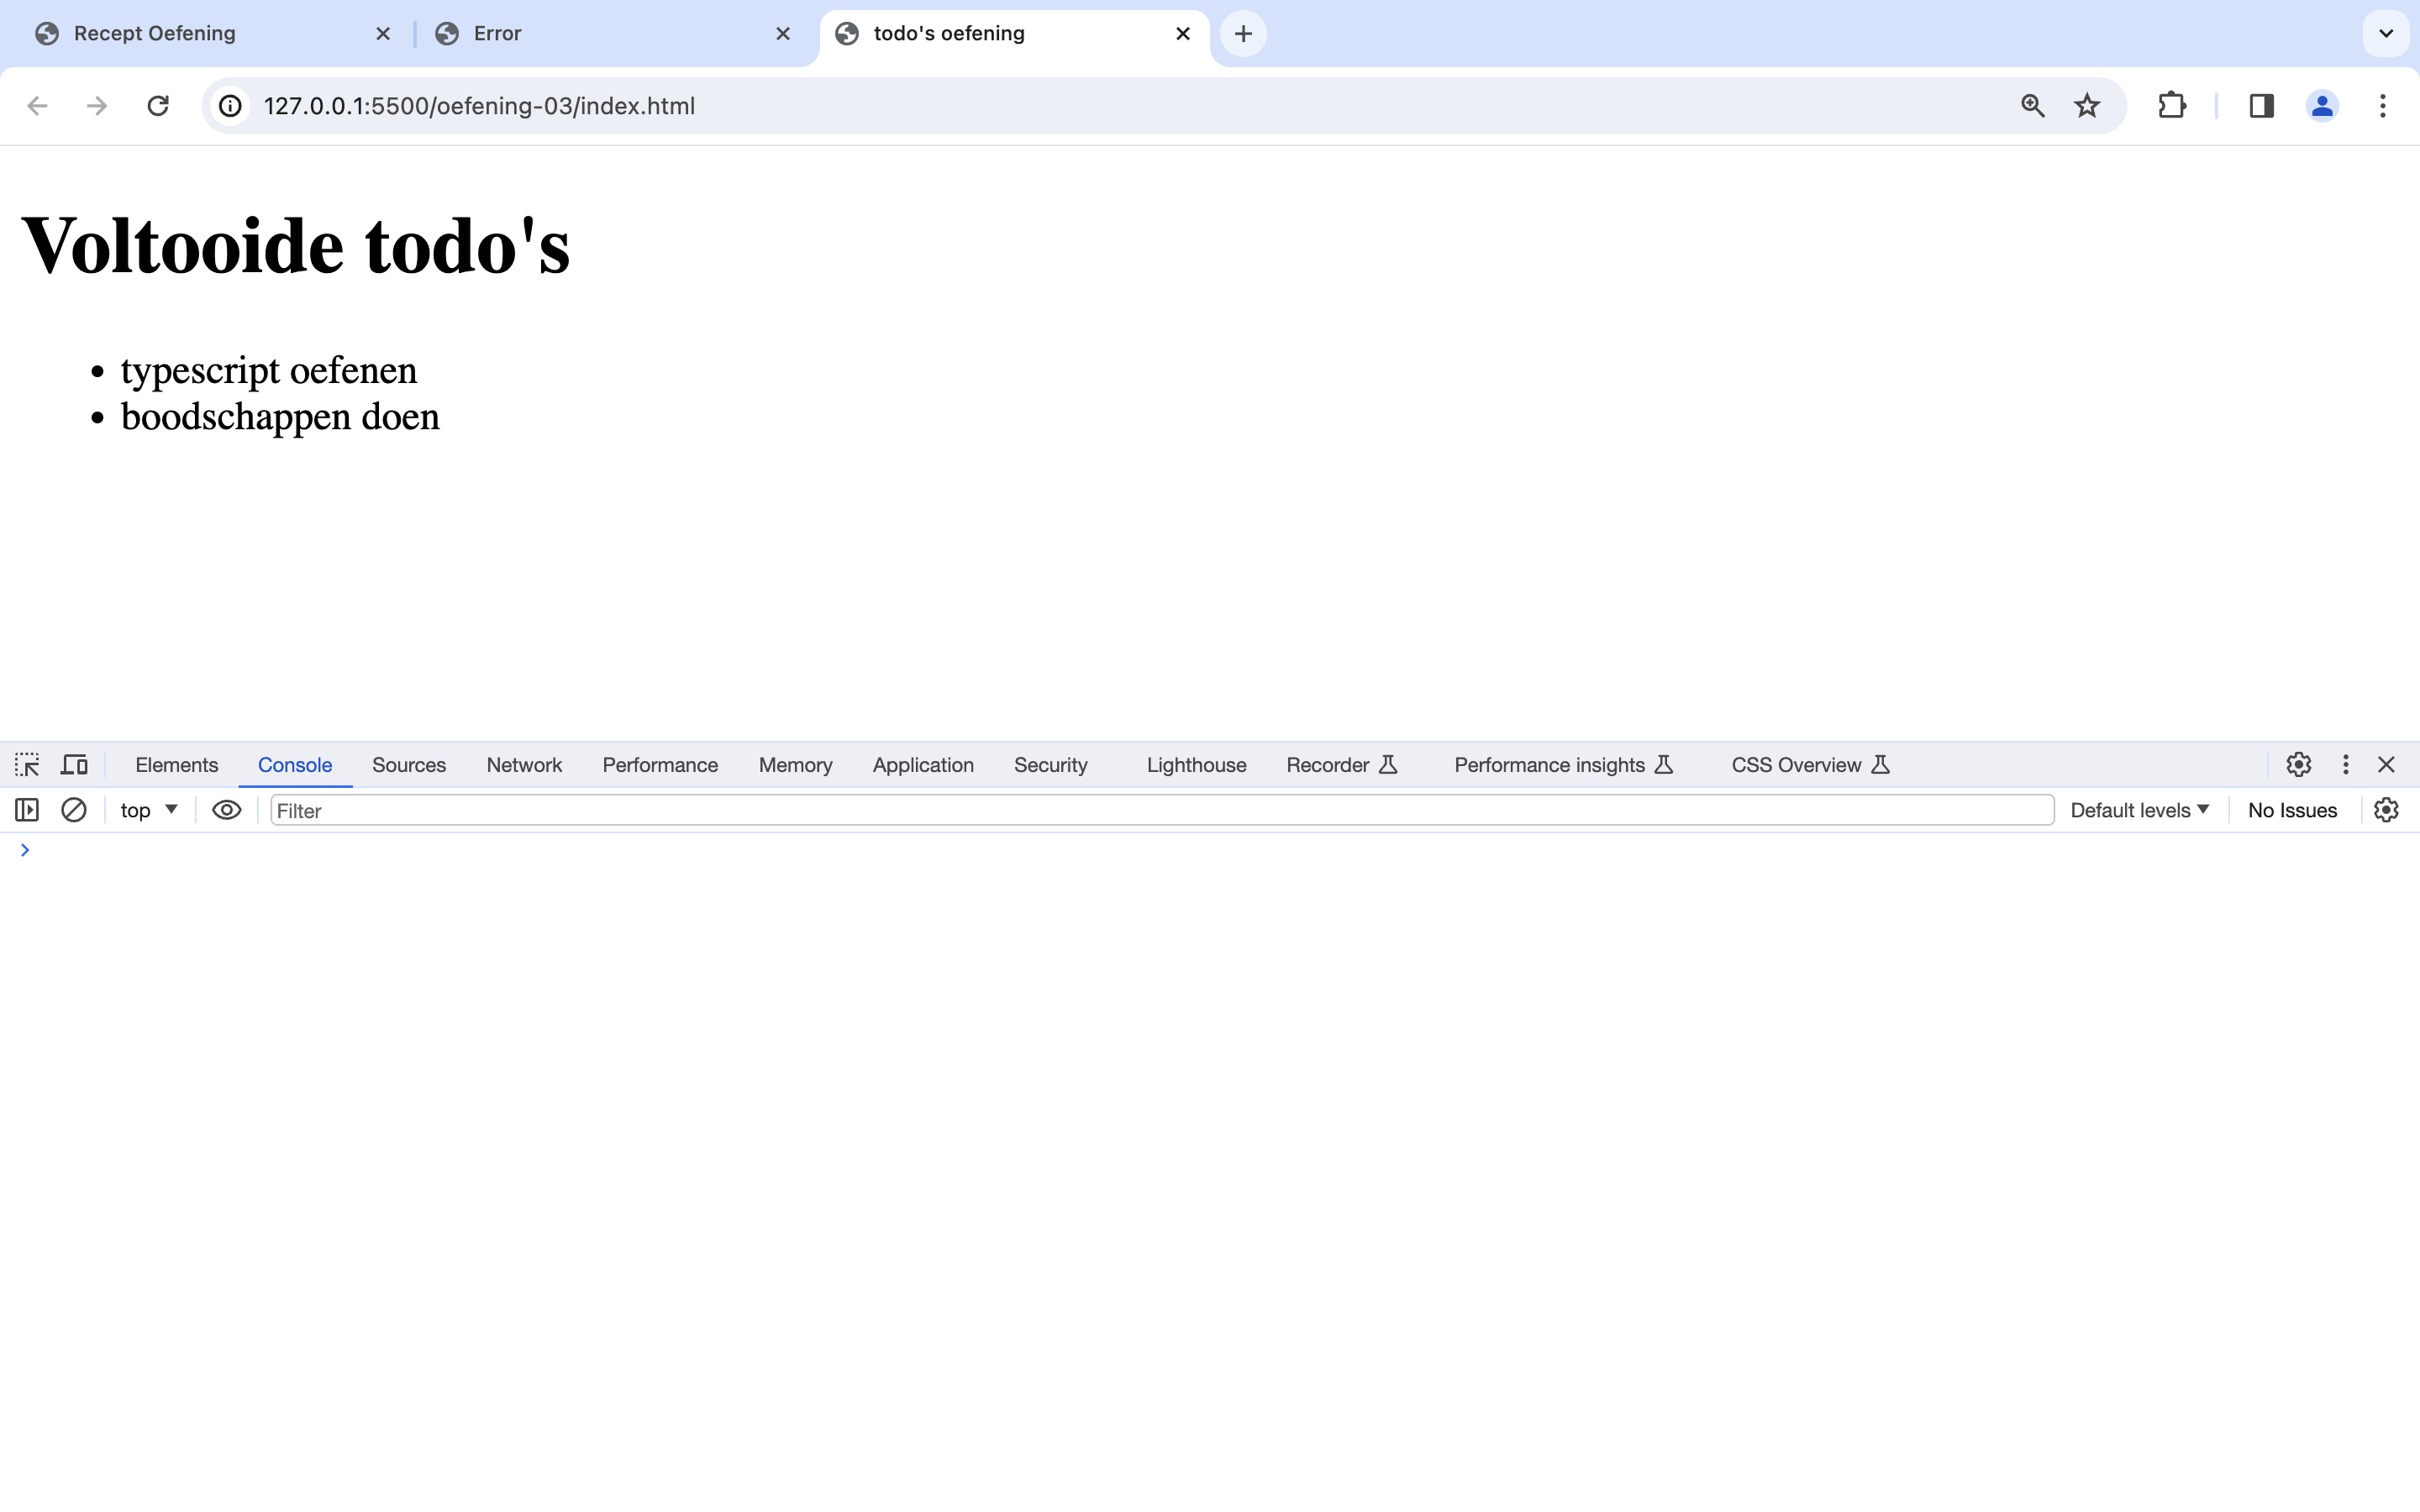 Recept Oefening
Error
todo's oefening
127.0.0.1:5500/oefening-03/index.html
Voltooide todo's
typescript oefenen
boodschappen doen
Elements Console Sources Network Performance Memory Application Security Lighthouse Recorder Performance insights CSS Overview
top Filter Default levels No Issues